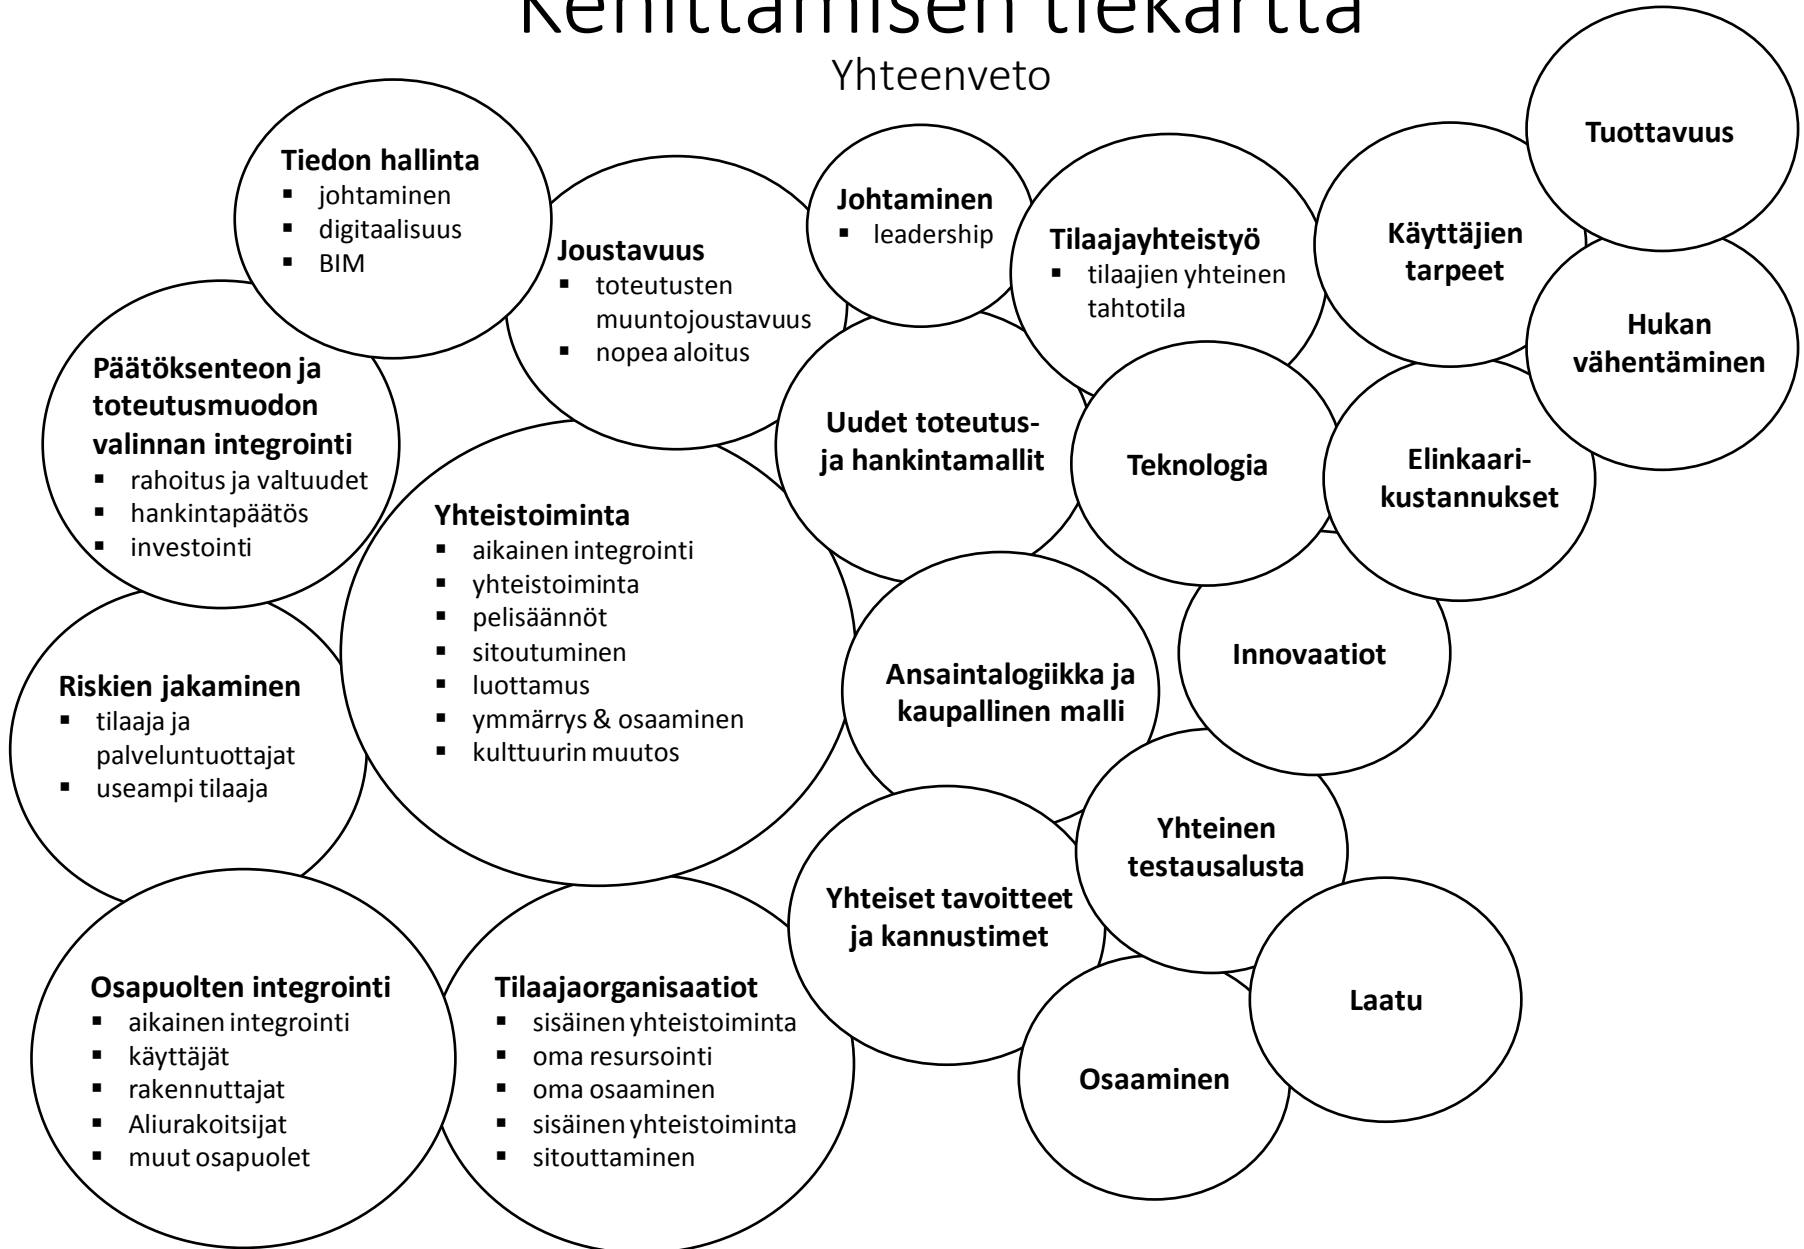 Kehittämisen tiekartta
Yhteenveto
Tiedon hallinta
▪ johtaminen
▪ digitaalisuus
▪ BIM
Joustavuus
▪ toteutusten
muuntojoustavuus
▪ nopea aloitus
Johtaminen
▪ leadership
Tilaajayhteistyö
▪ tilaajien yhteinen
tahtotila
Käyttäjien
tarpeet
Tuottavuus
Hukan
vähentäminen
Päätöksenteon ja
toteutusmuodon
valinnan integrointi
▪ rahoitus ja valtuudet
▪ hankintapäätös
▪ investointi
Uudet toteutus-
ja hankintamallit
Teknologia
Elinkaari-
kustannukset
Yhteistoiminta
▪ aikainen integrointi
▪ yhteistoiminta
▪ pelisäännöt
▪ sitoutuminen
▪ luottamus
▪ ymmärrys & osaaminen
▪ kulttuurin muutos
Riskien jakaminen
▪ tilaaja ja
palveluntuottajat
▪ useampi tilaaja
Ansaintalogiikka ja
kaupallinen malli
Innovaatiot
Yhteinen
testausalusta
Yhteiset tavoitteet
ja kannustimet
Laatu
Osaaminen
Osapuolten integrointi
▪ aikainen integrointi
▪ käyttäjät
▪ rakennuttajat
▪ Aliurakoitsijat
▪ muut osapuolet
Tilaajaorganisaatiot
▪ sisäinen yhteistoiminta
▪ oma resursointi
▪ oma osaaminen
▪ sisäinen yhteistoiminta
▪ sitouttaminen